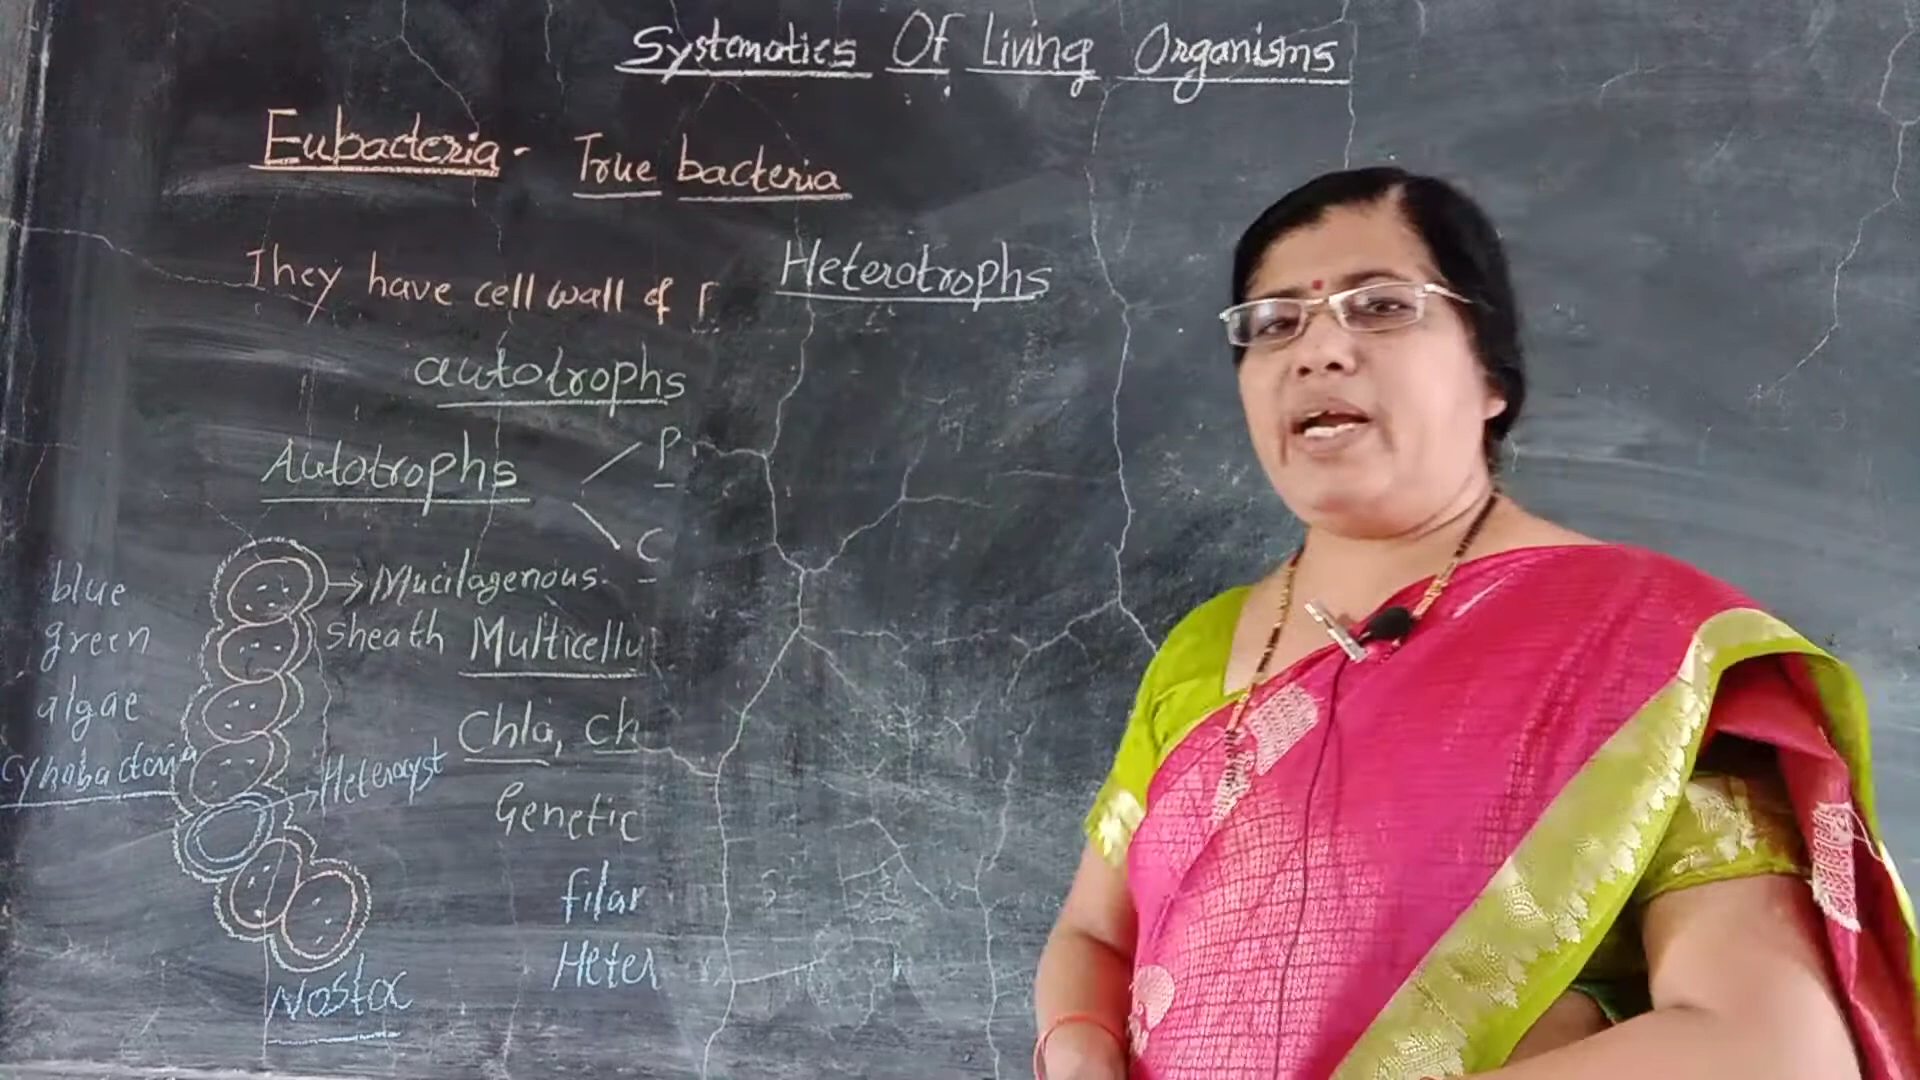 Systematics Of Living Organisms
Eubacteria - True bacteria
They have cell wall of P
Heterotrophs
autotrophs
Autotrophs
P
C
blue
green
algae
cynobacteria
Mucilagenous
sheath
Multicellu
Chla, Ch
Heterocyst
Genetic
filar
Heter
Nostoc